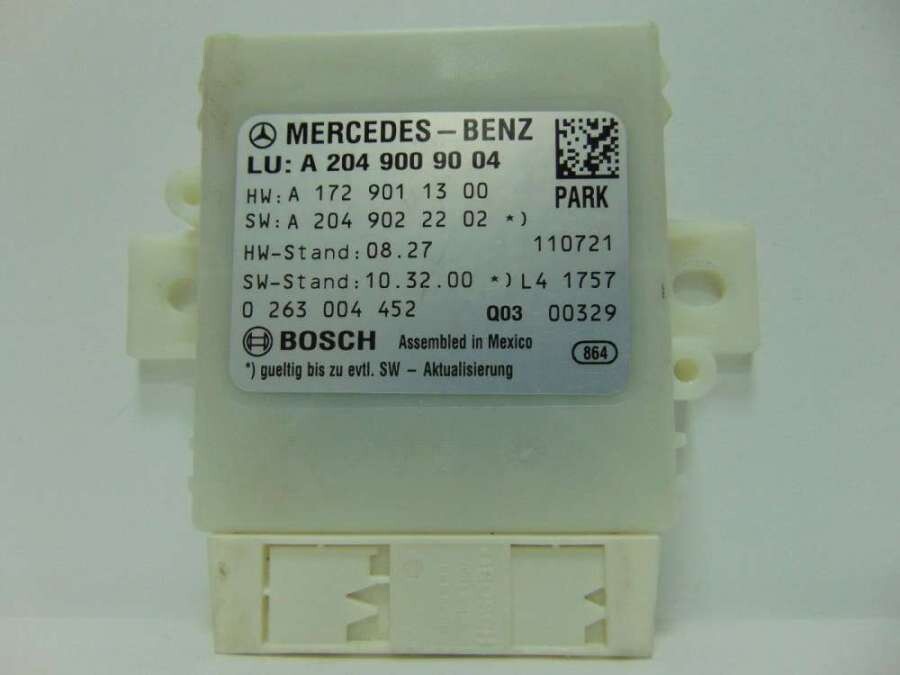 MERCEDES-BENZ
LU: A 204 900 90 04
HW: A 172 901 13 00
PARK
SW: A 204 902 22 02 *)
HW-Stand: 08.27 110721
SW-Stand: 10.32.00 *) L4 1757
0 263 004 452 Q03 00329
BOSCH Assembled in Mexico 864
*) gueltig bis zu evtl. SW - Aktualisierung